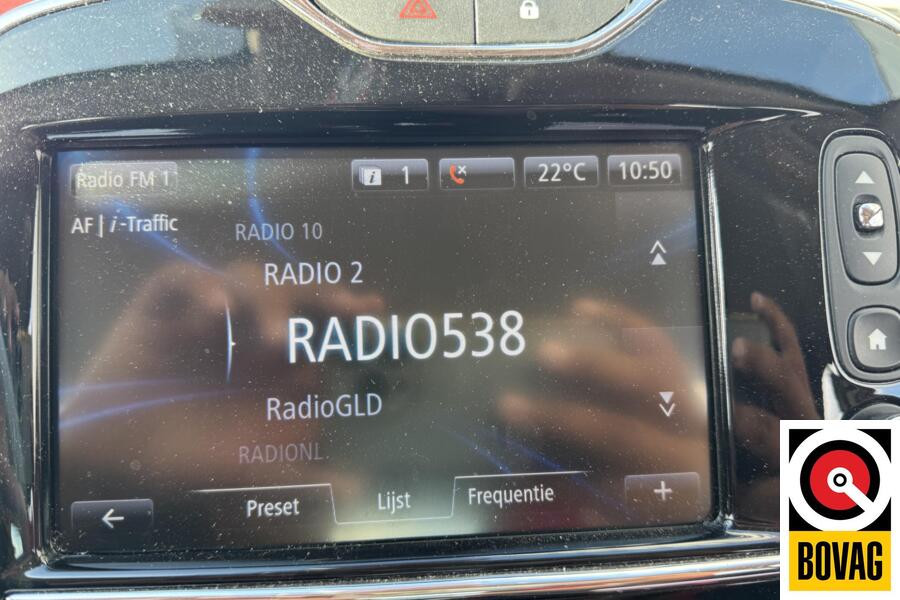 Radio FM 1
i 1
22°C
10:50
AF | i-Traffic
RADIO 10
RADIO 2
RADIO538
RadioGLD
RADIONL
Preset
Lijst
Frequentie
+
BOVAG